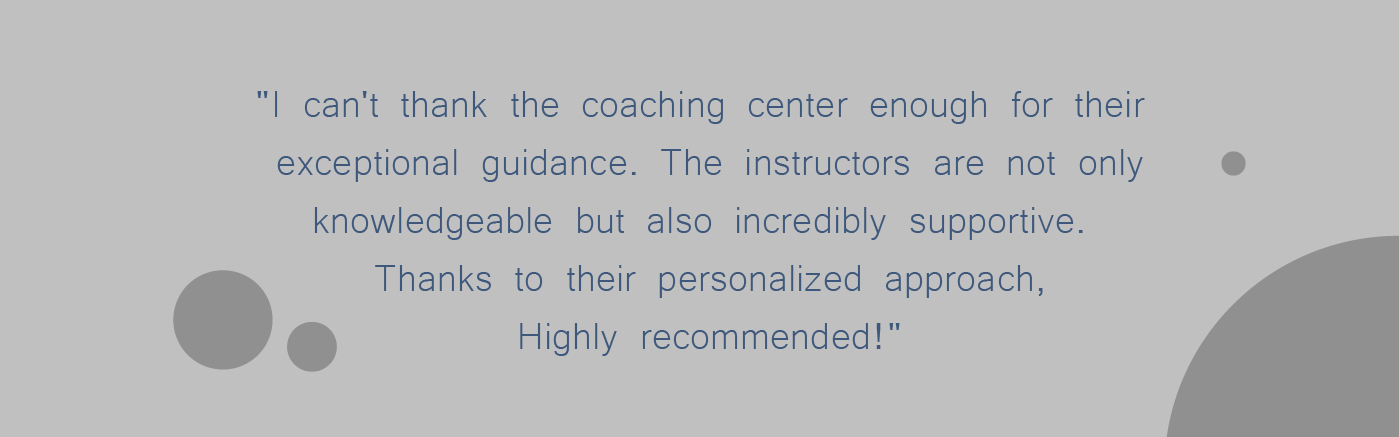 "I can't thank the coaching center enough for their
exceptional guidance. The instructors are not only
knowledgeable but also incredibly supportive.
Thanks to their personalized approach,
Highly recommended!"